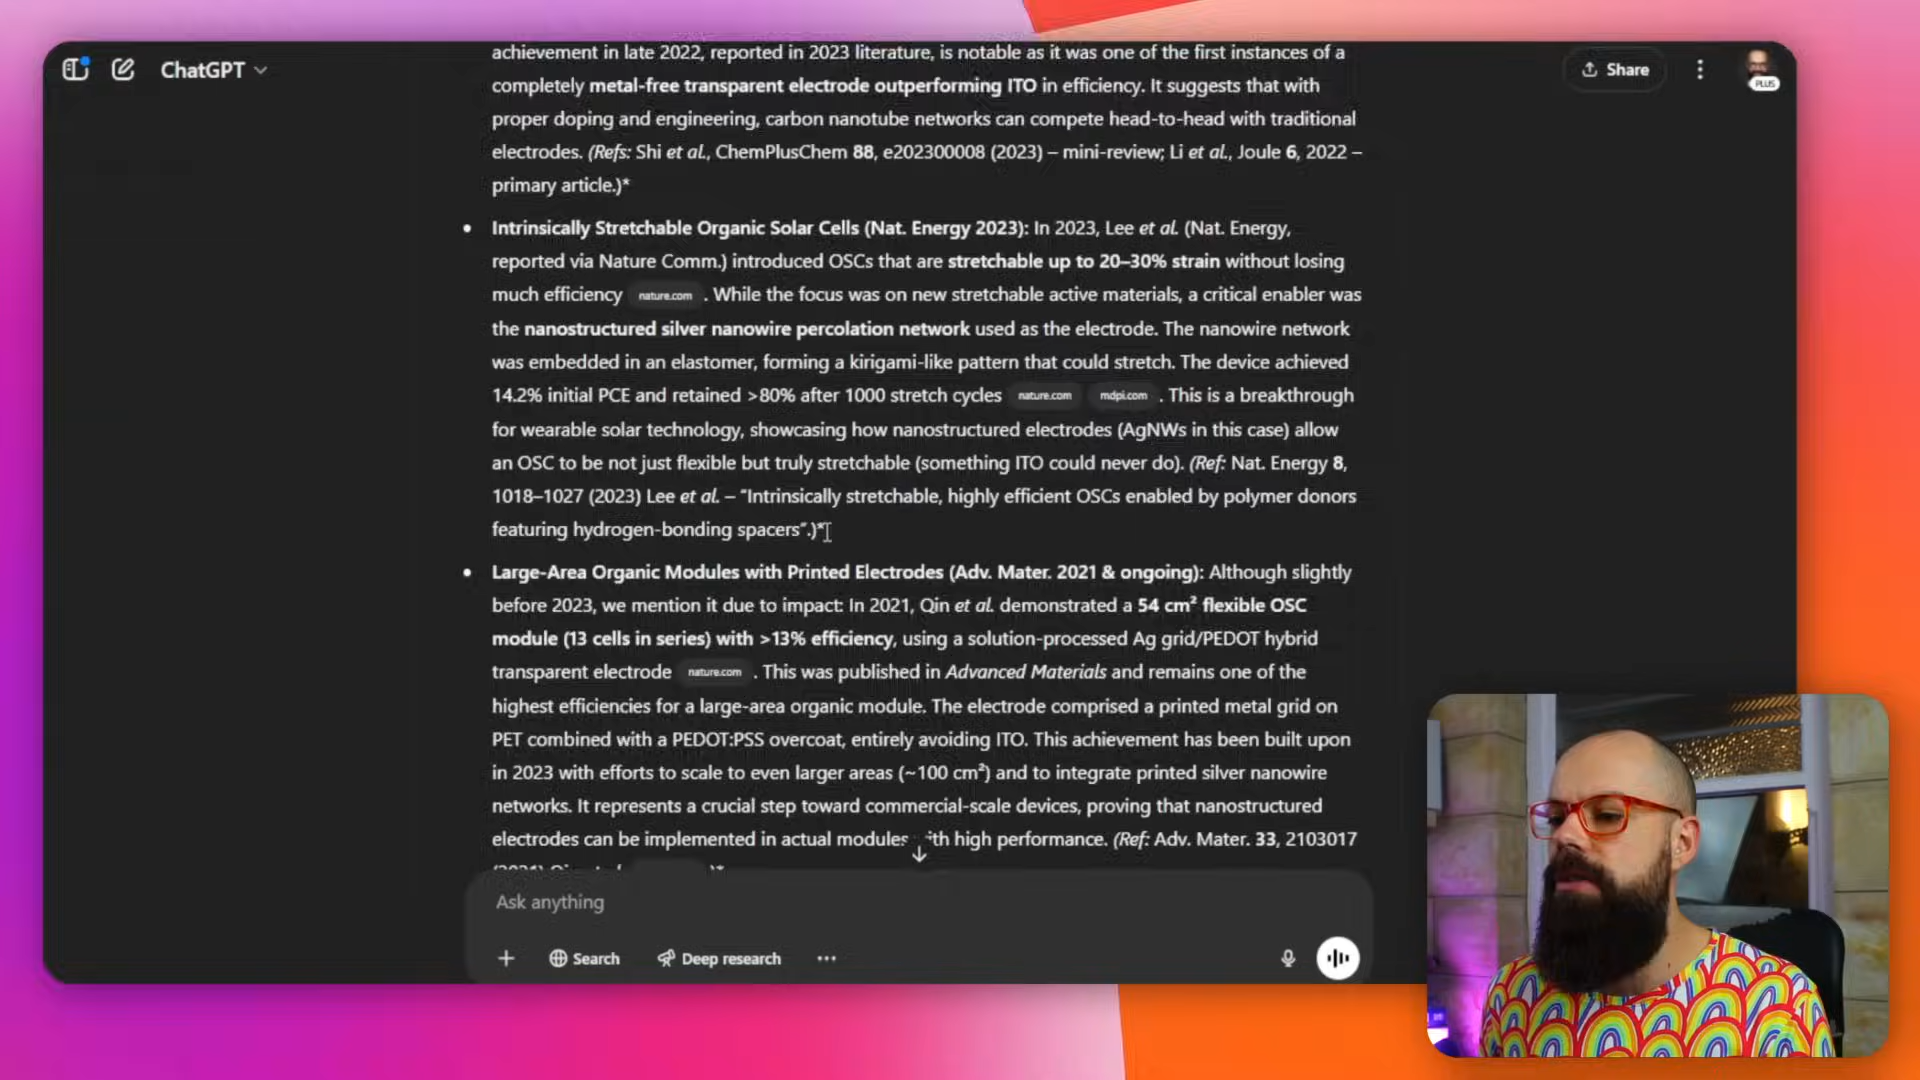 ChatGPT
Share
PLUS
achievement in late 2022, reported in 2023 literature, is notable as it was one of the first instances of a
completely metal-free transparent electrode outperforming ITO in efficiency. It suggests that with
proper doping and engineering, carbon nanotube networks can compete head-to-head with traditional
electrodes. (Refs: Shi et al., ChemPlusChem 88, e202300008 (2023) – mini-review; Li et al., Joule 6, 2022 –
primary article.)*
• Intrinsically Stretchable Organic Solar Cells (Nat. Energy 2023): In 2023, Lee et al. (Nat. Energy,
reported via Nature Comm.) introduced OSCs that are stretchable up to 20–30% strain without losing
much efficiency nature.com . While the focus was on new stretchable active materials, a critical enabler was
the nanostructured silver nanowire percolation network used as the electrode. The nanowire network
was embedded in an elastomer, forming a kirigami-like pattern that could stretch. The device achieved
14.2% initial PCE and retained >80% after 1000 stretch cycles nature.com mdpi.com . This is a breakthrough
for wearable solar technology, showcasing how nanostructured electrodes (AgNWs in this case) allow
an OSC to be not just flexible but truly stretchable (something ITO could never do). (Ref: Nat. Energy 8,
1018–1027 (2023) Lee et al. – "Intrinsically stretchable, highly efficient OSCs enabled by polymer donors
featuring hydrogen-bonding spacers".)*
• Large-Area Organic Modules with Printed Electrodes (Adv. Mater. 2021 & ongoing): Although slightly
before 2023, we mention it due to impact: In 2021, Qin et al. demonstrated a 54 cm² flexible OSC
module (13 cells in series) with >13% efficiency, using a solution-processed Ag grid/PEDOT hybrid
transparent electrode nature.com . This was published in Advanced Materials and remains one of the
highest efficiencies for a large-area organic module. The electrode comprised a printed metal grid on
PET combined with a PEDOT:PSS overcoat, entirely avoiding ITO. This achievement has been built upon
in 2023 with efforts to scale to even larger areas (~100 cm²) and to integrate printed silver nanowire
networks. It represents a crucial step toward commercial-scale devices, proving that nanostructured
electrodes can be implemented in actual modules with high performance. (Ref: Adv. Mater. 33, 2103017
Ask anything
Search
Deep research